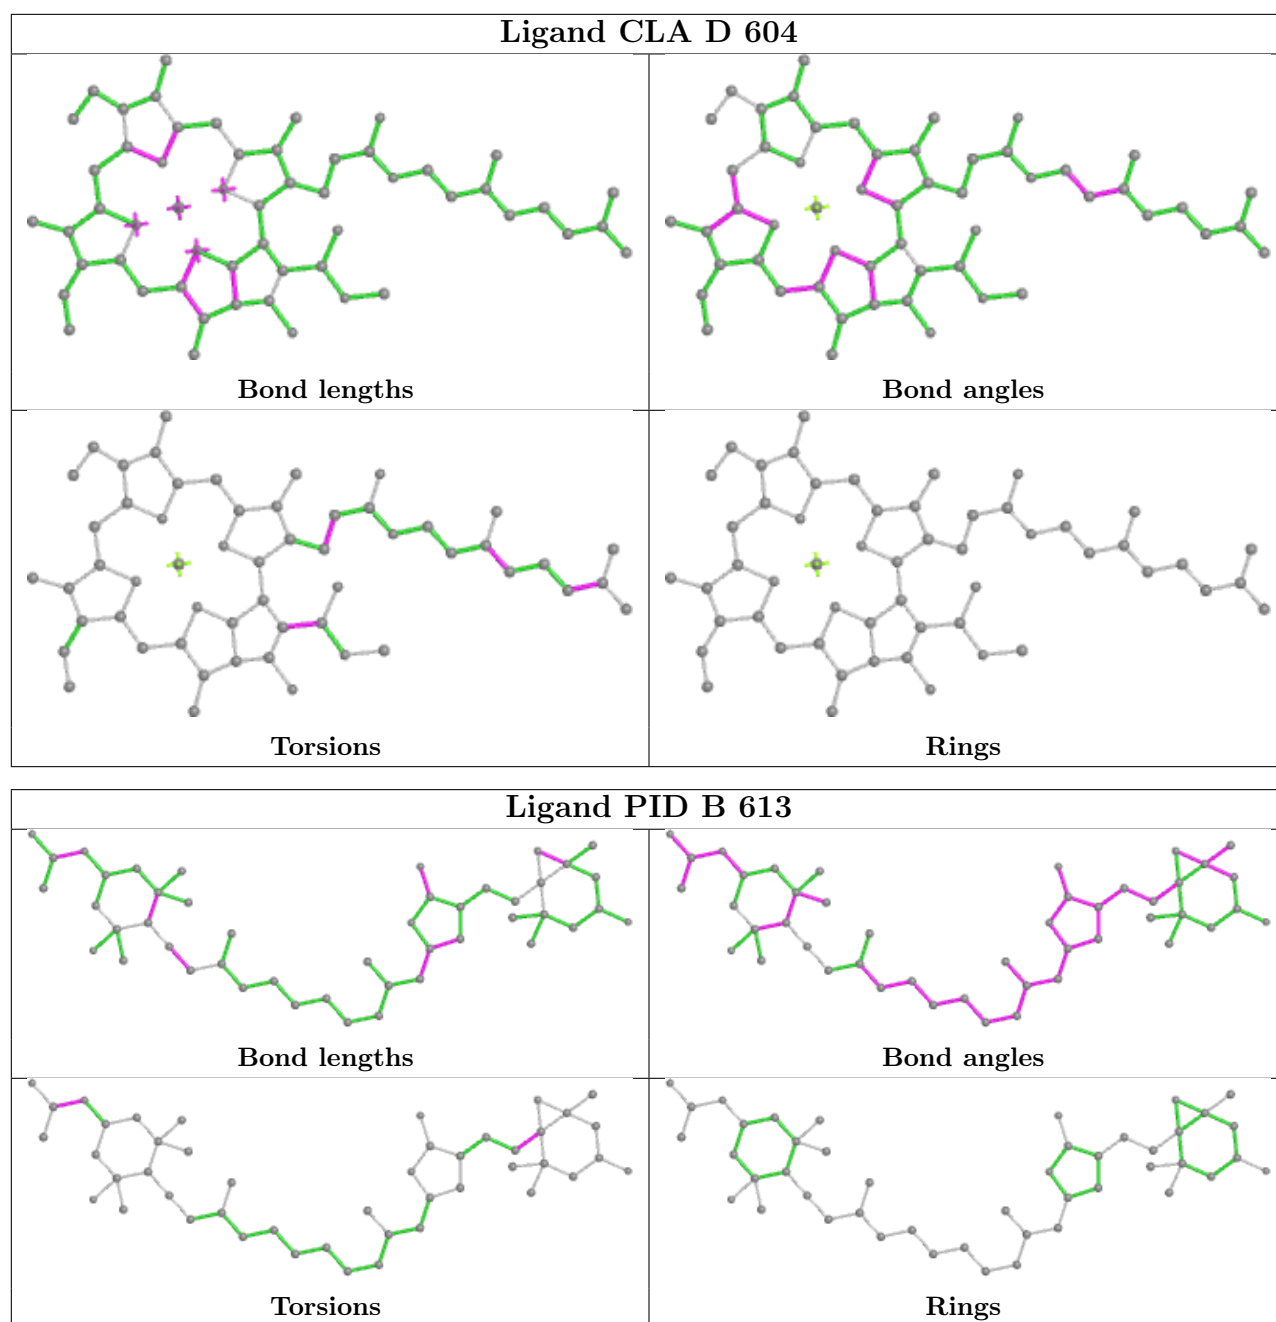 Ligand CLA D 604
Bond lengths
Bond angles
Torsions
Rings
Ligand PID B 613
Bond lengths
Bond angles
Torsions
Rings